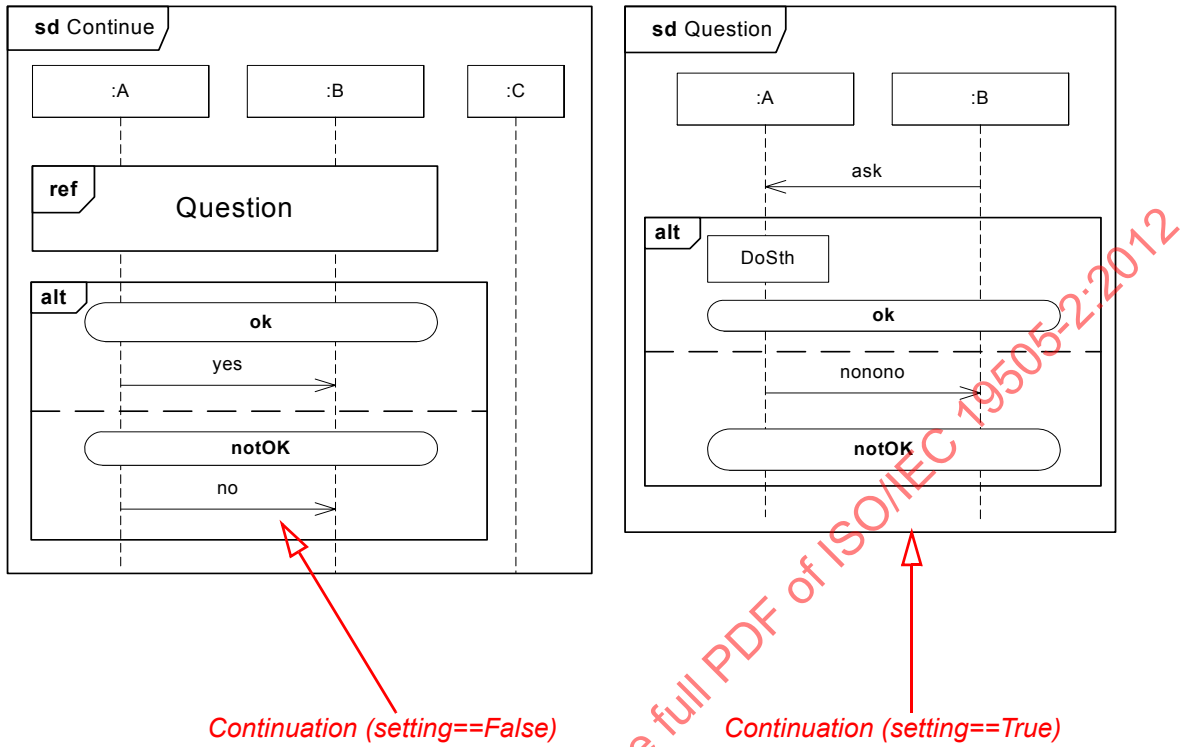 sd Continue
:A
:B
:C
ref
Question
alt
ok
yes
notOK
no
Continuation (setting==False)
sd Question
:A
:B
ask
alt
DoSth
ok
nonono
notOK
Continuation (setting==True)
e full PDF of ISO/IEC 19505-2:2012